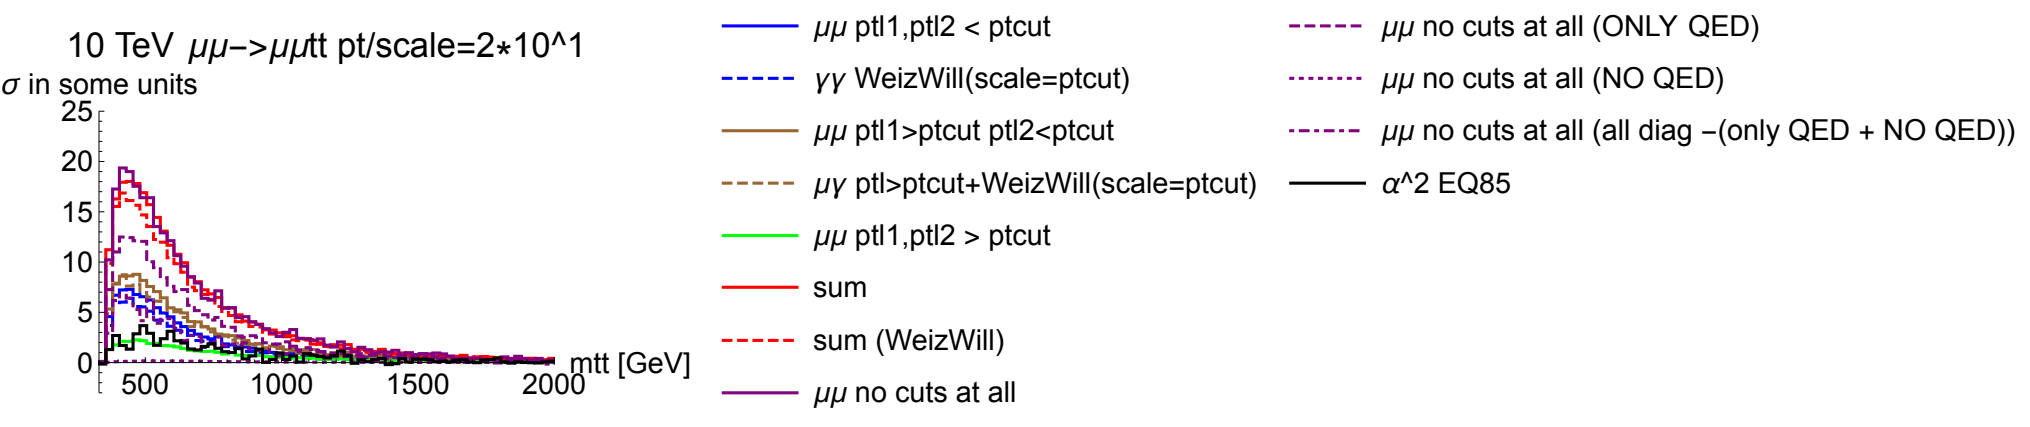 10 TeV μμ−>μμtt pt/scale=2*10^1
σ in some units
25
20
15
10
5
0
500
1000
1500
2000
mtt [GeV]
μμ ptl1,ptl2 < ptcut
γγ WeizWill(scale=ptcut)
μμ ptl1>ptcut ptl2<ptcut
μγ ptl>ptcut+WeizWill(scale=ptcut)
μμ ptl1,ptl2 > ptcut
sum
sum (WeizWill)
μμ no cuts at all
μμ no cuts at all (ONLY QED)
μμ no cuts at all (NO QED)
μμ no cuts at all (all diag −(only QED + NO QED))
α^2 EQ85